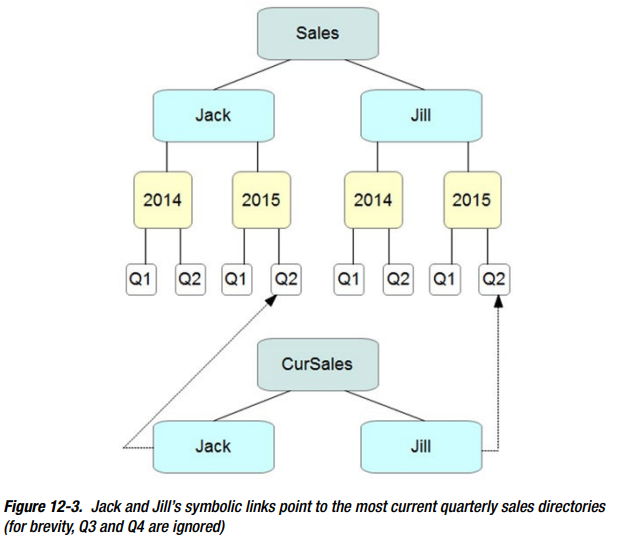 Sales
Jack Jill
2014 2015 2014 2015
Q1 Q2 Q1 Q2 Q1 Q2 Q1 Q2
CurSales
Jack Jill
Figure 12-3. Jack and Jill's symbolic links point to the most current quarterly sales directories
(for brevity, Q3 and Q4 are ignored)